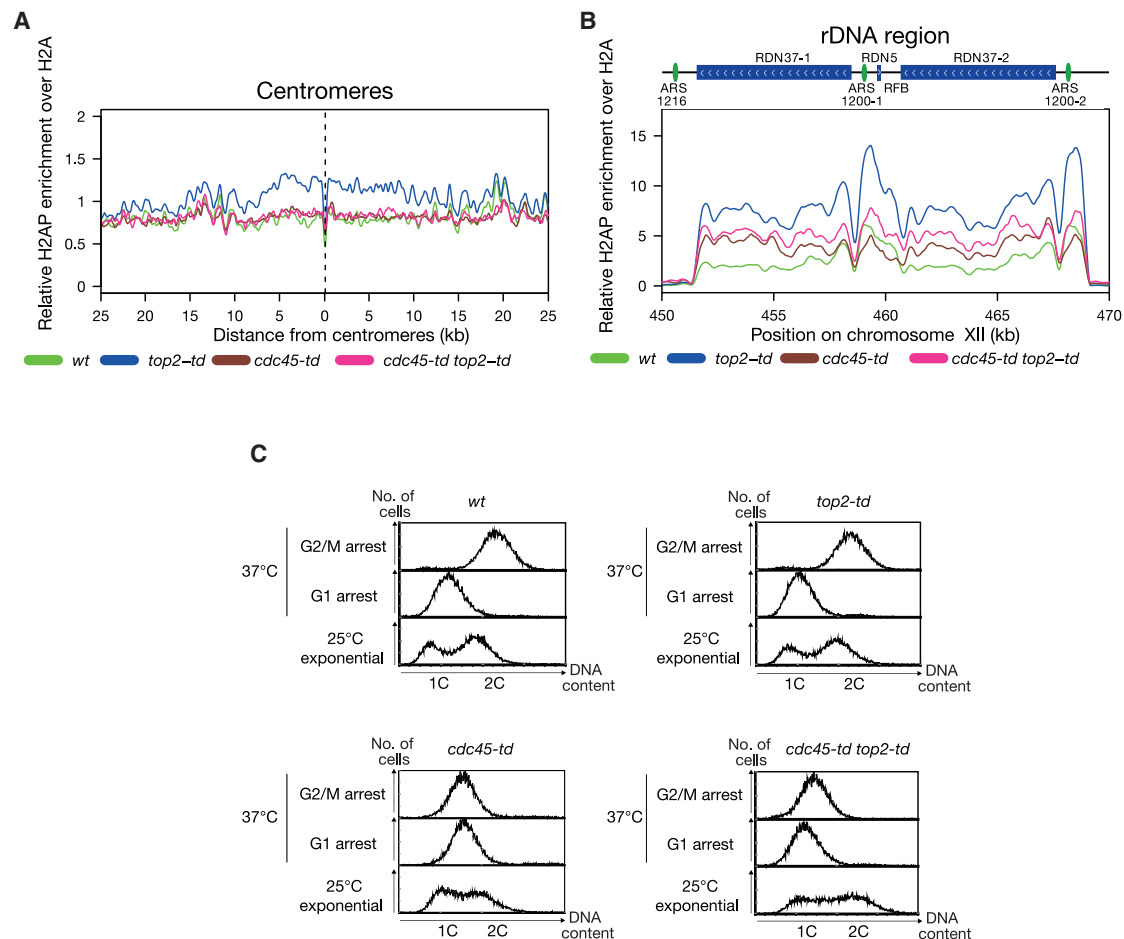 A
Centromeres
Relative H2AP enrichment over H2A
2
1.5
1
0.5
0
25 20 15 10 5 0 5 10 15 20 25
Distance from centromeres (kb)
wt top2–td cdc45-td cdc45-td top2–td
B
rDNA region
RDN37-1 RDN5 RDN37-2
ARS 1216
ARS 1200-1
RFB
ARS 1200-2
Relative H2AP enrichment over H2A
15
10
5
0
450 455 460 465 470
Position on chromosome XII (kb)
wt top2–td cdc45-td cdc45-td top2–td
C
No. of cells
wt
37°C
G2/M arrest
G1 arrest
25°C exponential
1C 2C
DNA content
No. of cells
top2-td
37°C
G2/M arrest
G1 arrest
25°C exponential
1C 2C
DNA content
No. of cells
cdc45-td
37°C
G2/M arrest
G1 arrest
25°C exponential
1C 2C
DNA content
No. of cells
cdc45-td top2-td
37°C
G2/M arrest
G1 arrest
25°C exponential
1C 2C
DNA content